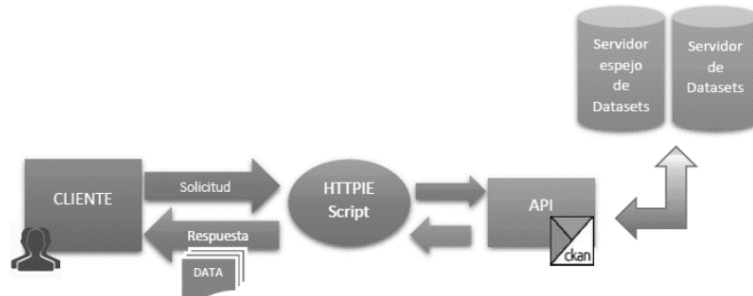 Servidor
espejo
de
Datasets
Servidor
de
Datasets
CLIENTE
Solicitud
Respuesta
DATA
HTTPIE
Script
API
ckan